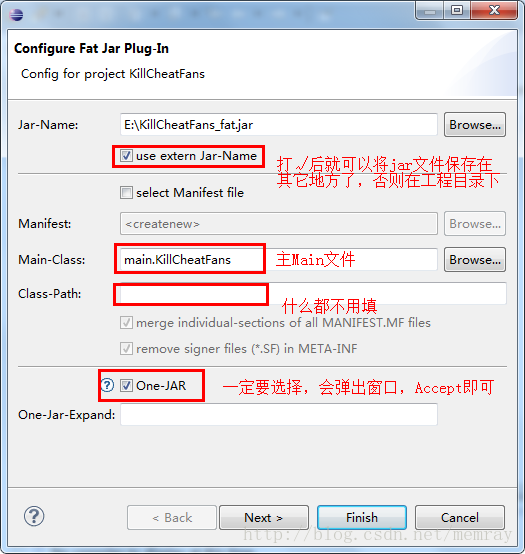 Configure Fat Jar Plug-In
Config for project KillCheatFans
Jar-Name:
E:\KillCheatFans_fat.jar
Browse...
use extern Jar-Name
打√后就可以将jar文件保存在
其它地方了，否则在工程目录下
select Manifest file
Manifest:
<createnew>
Browse...
Main-Class:
main.KillCheatFans
主Main文件
Browse...
Class-Path:
什么都不用填
merge individual-sections of all MANIFEST.MF files
remove signer files (*.SF) in META-INF
One-JAR
一定要选择，会弹出窗口，Accept即可
One-Jar-Expand:
< Back
Next >
Finish
Cancel
http://blog.csdn.net/memray